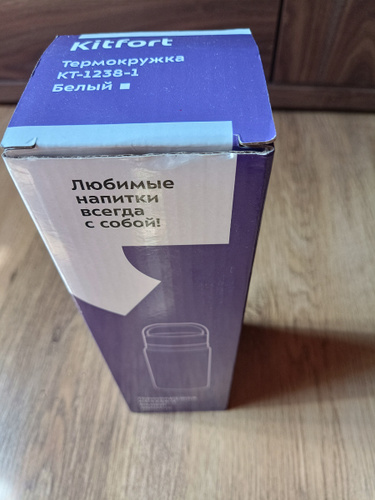 Kitfort
Термокружка
КТ-1238-1
Белый
Любимые
напитки
всегда
с собой!